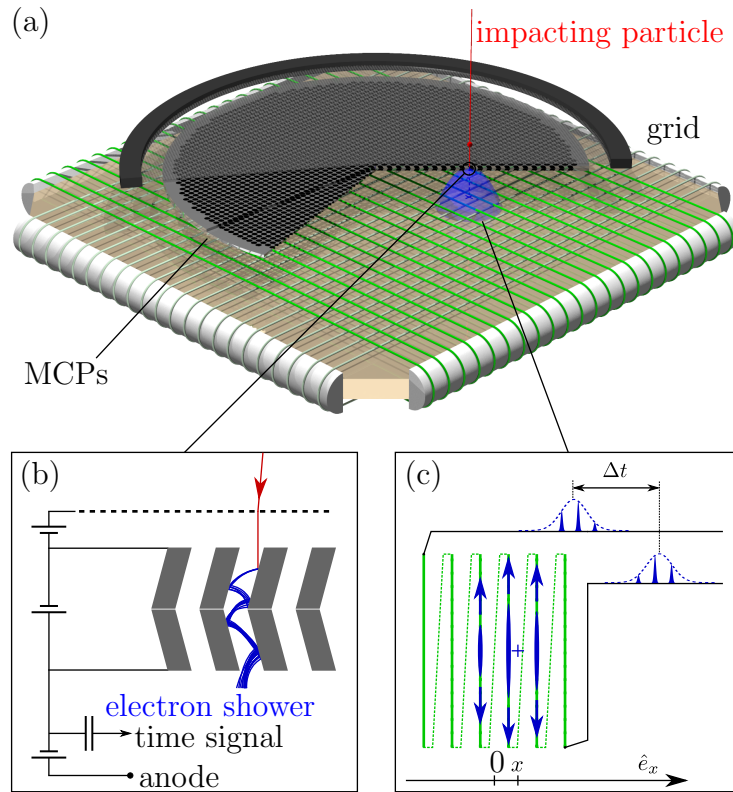 (a)
impacting particle
grid
MCPs
(b)
electron shower
time signal
anode
(c)
Δt
0 x
ê_x